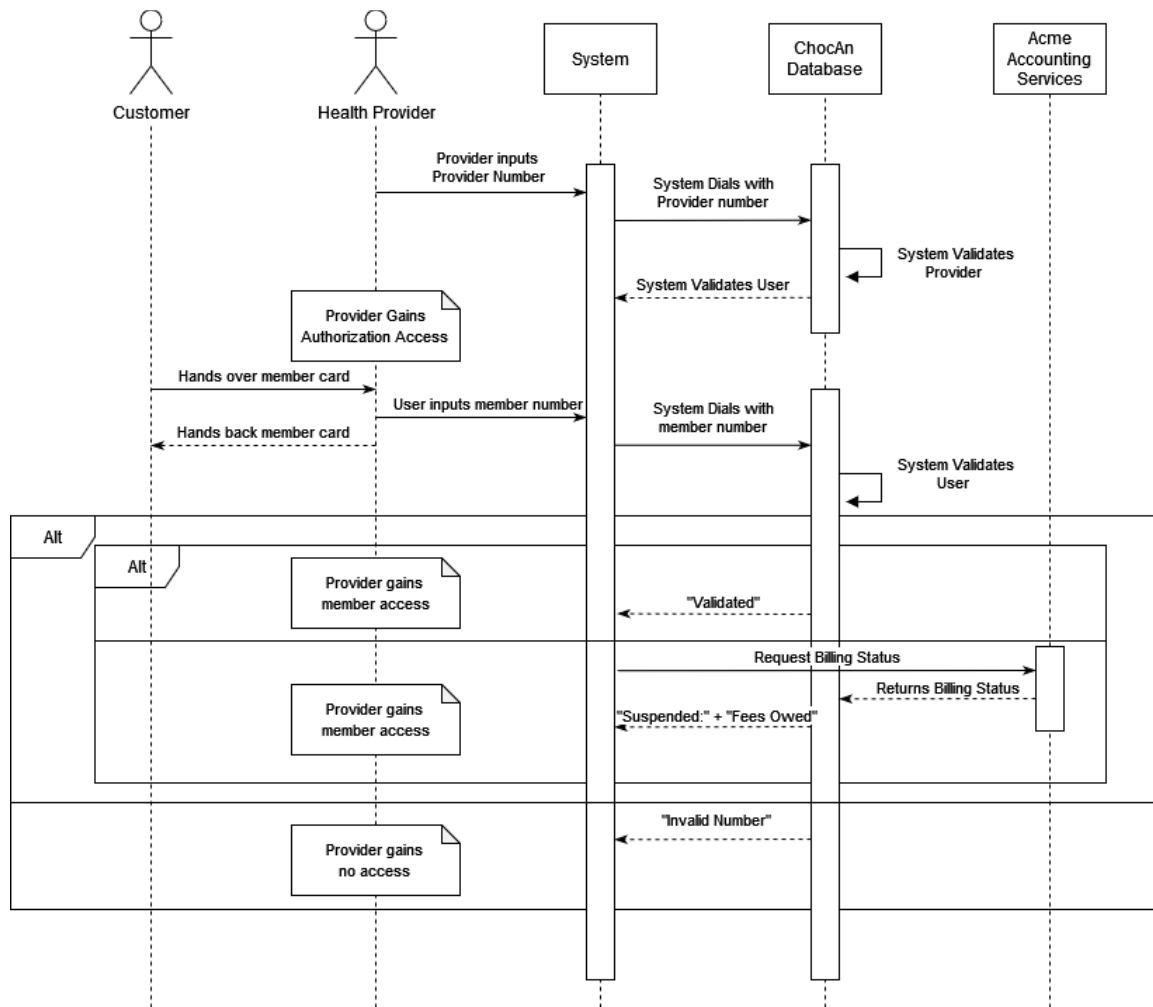 Customer
Health Provider
System
ChocAn
Database
Acme
Accounting
Services
Provider inputs
Provider Number
System Dials with
Provider number
System Validates
Provider
System Validates User
Provider Gains
Authorization Access
Hands over member card
User inputs member number
System Dials with
member number
Hands back member card
System Validates
User
Alt
Alt
Provider gains
member access
"Validated"
Request Billing Status
Returns Billing Status
Provider gains
member access
"Suspended:" + "Fees Owed"
"Invalid Number"
Provider gains
no access